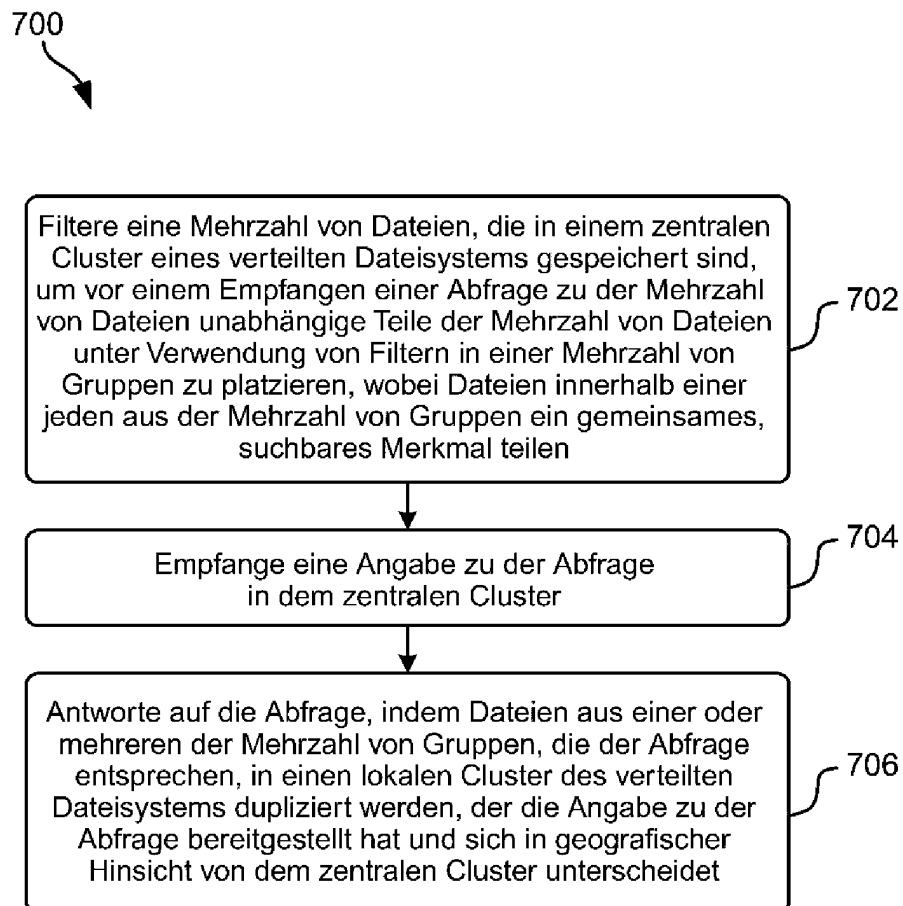 700
Filtere eine Mehrzahl von Dateien, die in einem zentralen
Cluster eines verteilten Dateisystems gespeichert sind,
um vor einem Empfangen einer Abfrage zu der Mehrzahl
von Dateien unabhängige Teile der Mehrzahl von Dateien
unter Verwendung von Filtern in einer Mehrzahl von
Gruppen zu platzieren, wobei Dateien innerhalb einer
jeden aus der Mehrzahl von Gruppen ein gemeinsames,
suchbares Merkmal teilen
702
Empfange eine Angabe zu der Abfrage
in dem zentralen Cluster
704
Antworte auf die Abfrage, indem Dateien aus einer oder
mehreren der Mehrzahl von Gruppen, die der Abfrage
entsprechen, in einen lokalen Cluster des verteilten
Dateisystems dupliziert werden, der die Angabe zu der
Abfrage bereitgestellt hat und sich in geografischer
Hinsicht von dem zentralen Cluster unterscheidet
706